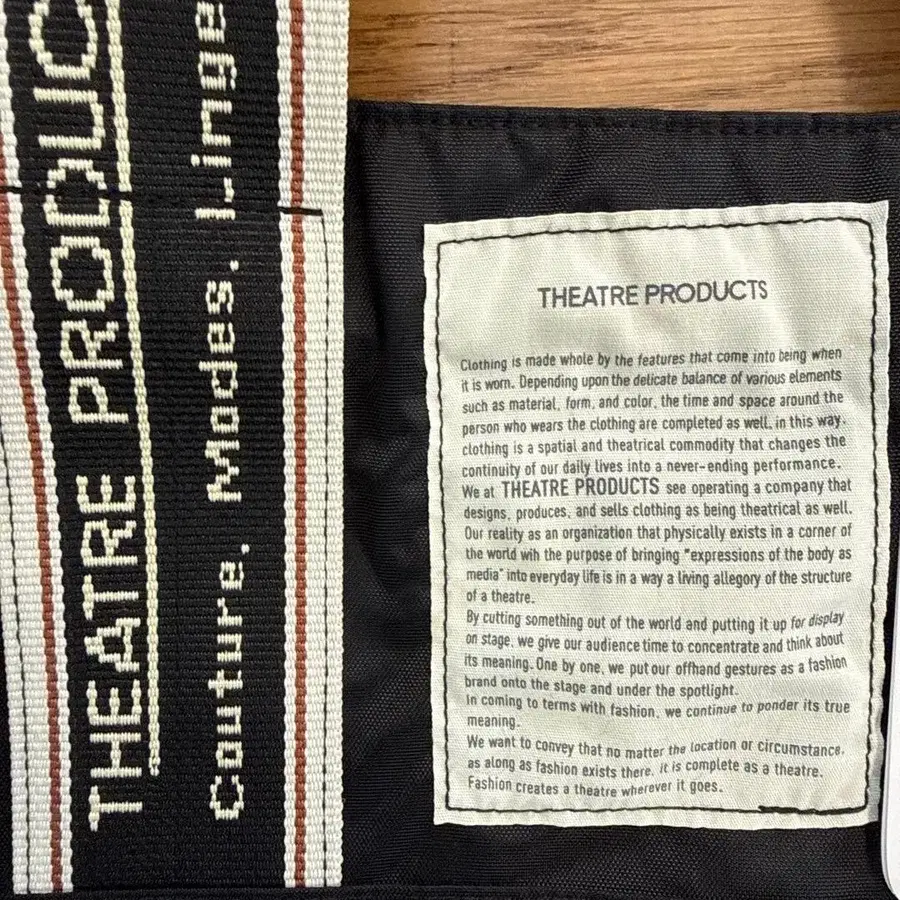 THEATRE PRODUC
Couture. Modes. Linge
THEATRE PRODUCTS
Clothing is made whole by the features that come into being when
it is worn. Depending upon the delicate balance of various elements
such as material, form, and color, the time and space around the
person who wears the clothing are completed as well. in this way.
clothing is a spatial and theatrical commodity that changes the
continuity of our daily lives into a never-ending performance.
We at THEATRE PRODUCTS see operating a company that
designs, produces, and sells clothing as being theatrical as well.
Our reality as an organization that physically exists in a corner of
the world wih the purpose of bringing "expressions of the body as
media" into everyday life is in a way a living allegory of the structure
of a theatre.
By cutting something out of the world and putting it up for display
on stage, we give our audience time to concentrate and think about
its meaning. One by one, we put our offhand gestures as a fashion
brand onto the stage and under the spotlight.
In coming to terms with fashion, we continue to ponder its true
meaning.
We want to convey that no matter the location or circumstance,
as along as fashion exists there, it is complete as a theatre.
Fashion creates a theatre wherever it goes.